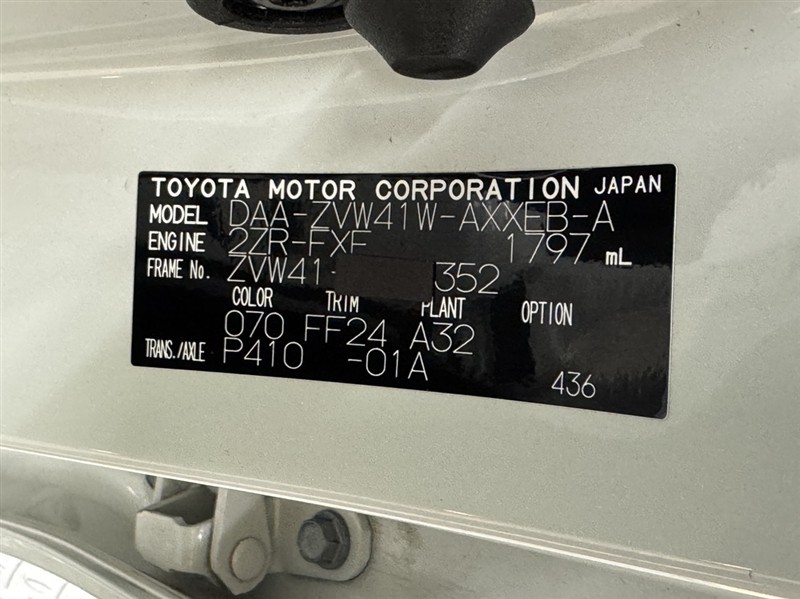 TOYOTA MOTOR CORPORATION JAPAN
MODEL DAA-ZVW41W-AXXEB-A
ENGINE 2ZR-FXE 1797 mL
FRAME No. ZVW41- 352
COLOR TRIM PLANT OPTION
070 FF24 A32
TRANS./AXLE P410 -01A
436